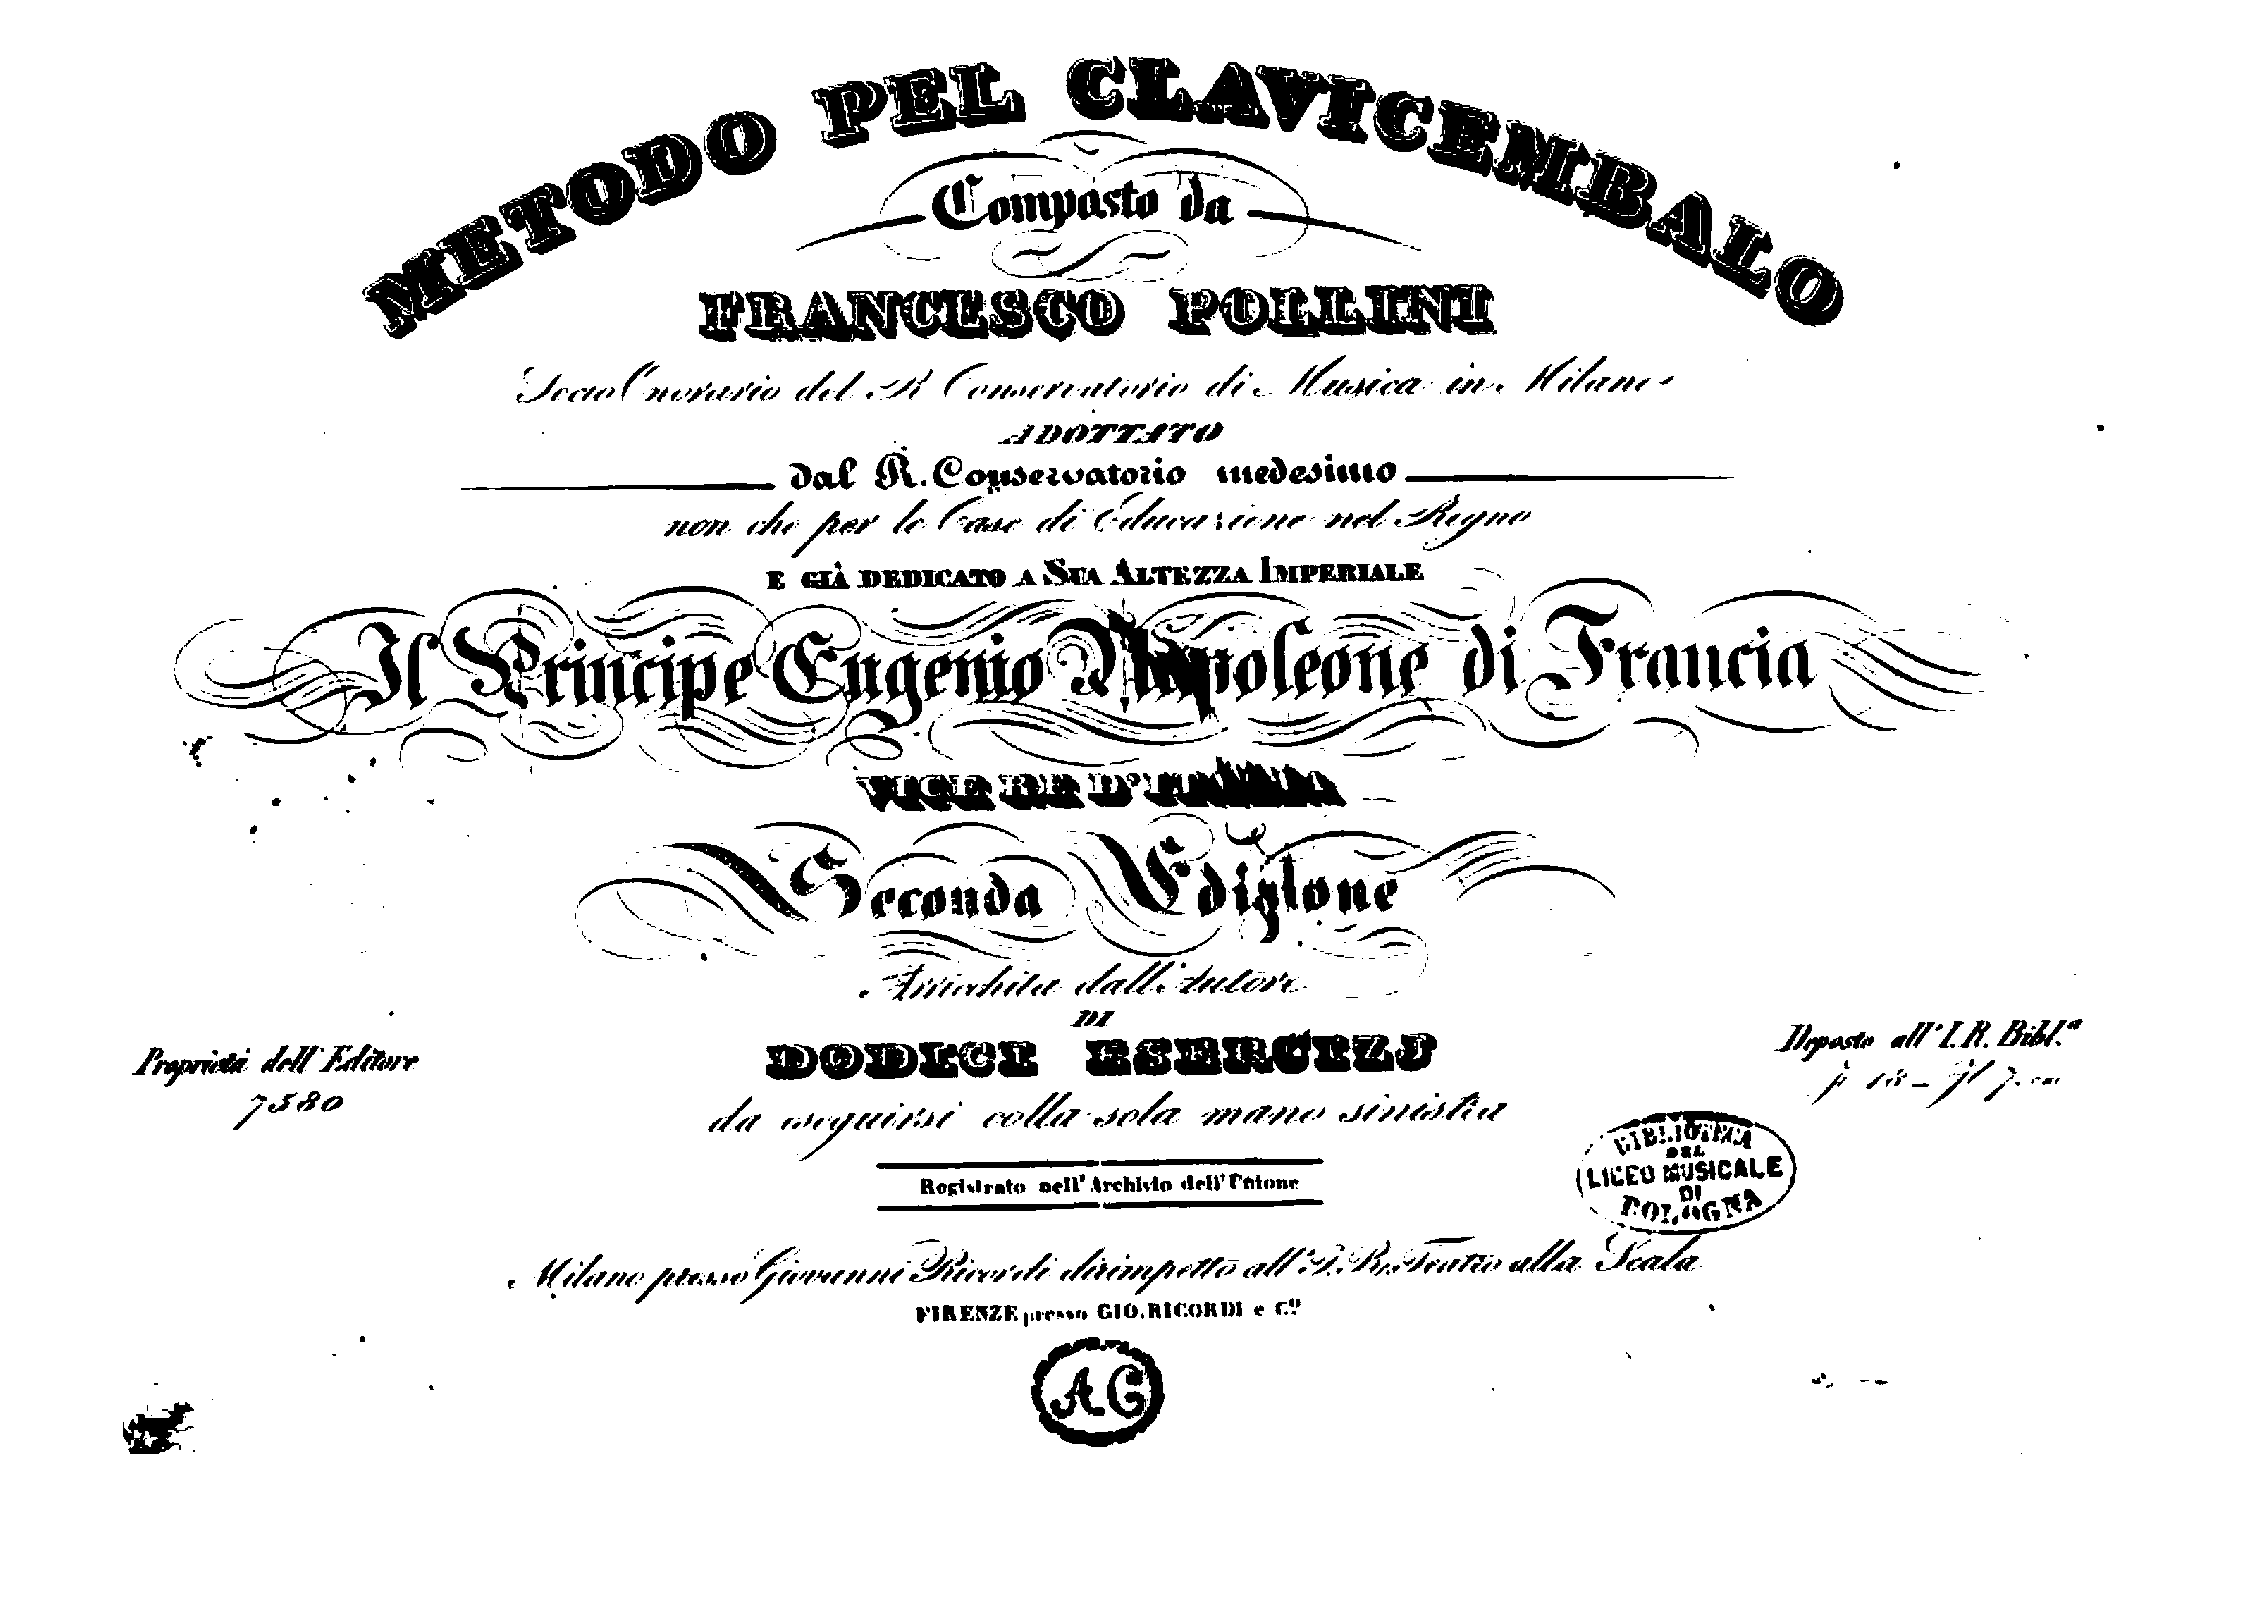 METODO PEL CLAVICEMBALO
Composto da
FRANCESCO POLLINI
Socio Onorario del R. Conservatorio di Musica in Milano
ADOTTATO
dal R. Conservatorio medesimo
non che per le Case di Educazione nel Regno
E GIÀ DEDICATO A SUA ALTEZZA IMPERIALE
Il Principe Eugenio Napoleone di Francia
VICE RE D'ITALIA
Seconda Edizione
Arricchita dall'Autore
DI
DODICI ESERCIZJ
da eseguirsi colla sola mano sinistra
Proprietà dell'Editore
7380
Deposto all'I. R. Bibl.ª
BIBLIOTECA
DEL
LICEO MUSICALE
DI
BOLOGNA
Registrato nell'Archivio dell'Unione
Milano presso Giovanni Ricordi dirimpetto all'I. R. Teatro alla Scala
FIRENZE presso GIO. RICORDI e C.º
AG